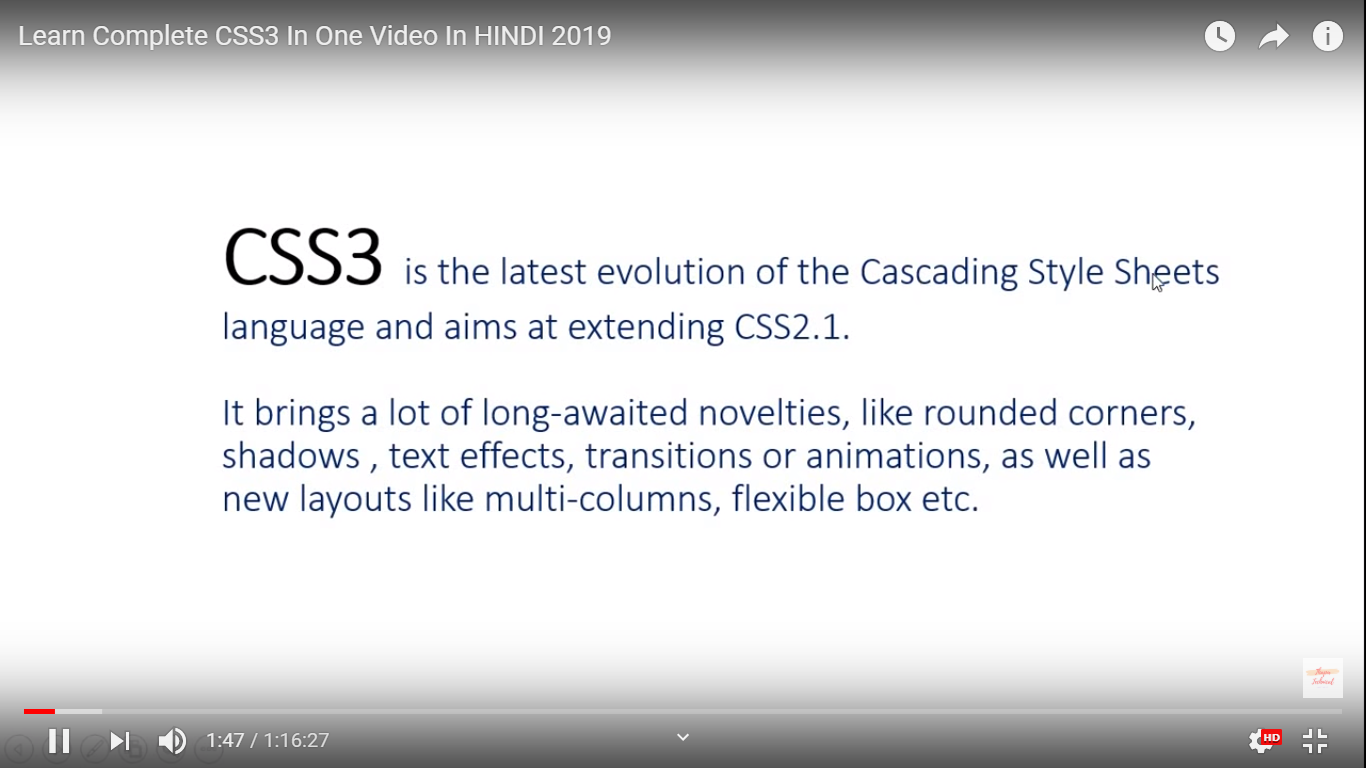 Learn Complete CSS3 In One Video In HINDI 2019
CSS3 is the latest evolution of the Cascading Style Sheets
language and aims at extending CSS2.1.
It brings a lot of long-awaited novelties, like rounded corners,
shadows , text effects, transitions or animations, as well as
new layouts like multi-columns, flexible box etc.
1:47 / 1:16:27
HD